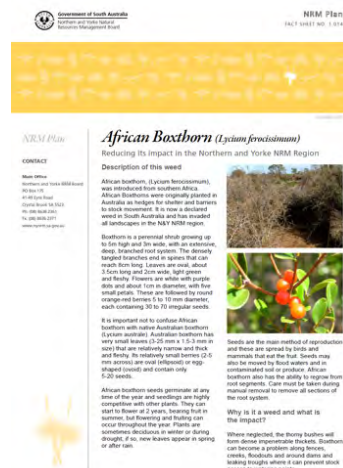 Government of South Australia
Northern and Yorke Natural
Resources Management Board
NRM Plan
FACT SHEET NO.
NRM Plan
African Boxthorn (Lycium ferocissimum)
Reducing its impact in the Northern and Yorke NRM Region
CONTACT
Main Office
Northern and Yorke NRM Board
PO Box 175
41-49 Eyre Road
Crystal Brook SA 5523
Description of this weed
African boxthorn, (Lycium ferocissimum),
was introduced from southern Africa.
African Boxthorns were originally planted in
Australia as hedges for shelter and barriers
to stock movement. It is now a declared
weed in South Australia and has invaded
all landscapes in the N&Y NRM region.
Boxthorn is a perennial shrub growing up
to 5m high and 3m wide, with an extensive,
deep, branched root system. The densely
tangled branches end in spines that can
reach 8cm long. Leaves are oval, about
3.5cm long and 2cm wide, light green
and fleshy. Flowers are white with purple
dots and about 1cm in diameter, with five
small petals. These are followed by round
orange-red berries 5 to 10 mm diameter,
each containing 30 to 70 irregular seeds.
It is important not to confuse African
boxthorn with native Australian boxthorn
(Lycium australe). Australian boxthorn has
very small leaves (3-25 mm x 1.5-3 mm in
size) that are relatively narrow and thick
and fleshy. Its relatively small berries (2-5
mm across) are oval (ellipsoid) or egg-
shaped (ovoid) and contain only
5-20 seeds.
African boxthorn seeds germinate at any
time of the year and seedlings are highly
competitive with other plants. They can
start to flower at 2 years, bearing fruit in
summer, but flowering and fruiting can
occur throughout the year. Plants are
sometimes deciduous in winter or during
drought, if so, new leaves appear in spring
or after rain.
Seeds are the main method of reproduction
and these are spread by birds and
mammals that eat the fruit. Seeds may
also be moved by flood waters and in
contaminated soil or produce. African
boxthorn also has the ability to regrow from
root segments. Care must be taken during
manual removal to remove all sections of
the root system.
Why is it a weed and what is
the impact?
Where neglected, the thorny bushes will
form dense impenetrable thickets. Boxthorn
can become a problem along fences,
creeks, floodouts and around dams and
leaking troughs where it can prevent stock